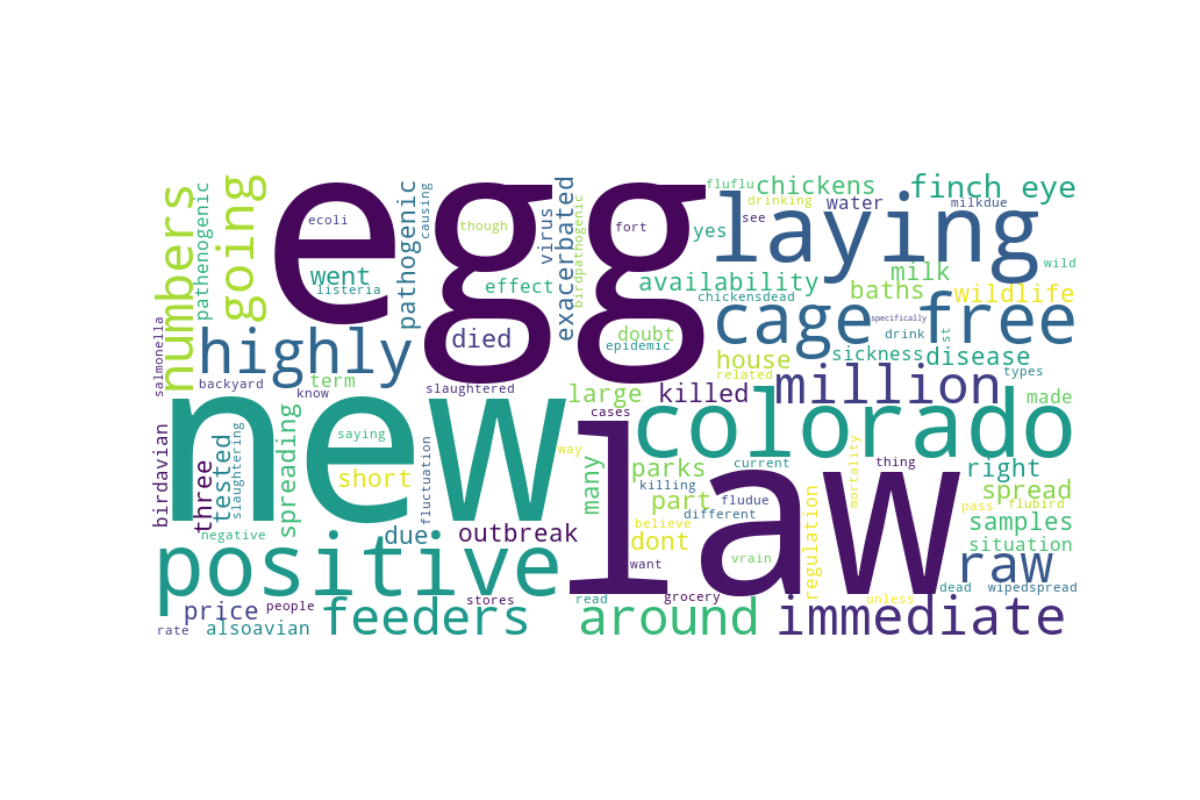 egg
new
law
colorado
positive
laying
cage free
highly
million
immediate
feeders
around
raw
numbers
going
finch eye
chickens
water
milkdue
fluflu
drinking
see
yes
wild
milk
availability
chickensdead
baths
wildlife
specifically
drink
st
sickness
disease
types
made
house
related
killed
large
cases
doubt
epidemic
died
effect
though
fort
ecoli
went
listeria
pathogenic
causing
virus
exacerbated
birdpathogenic
pathenogenic
salmonella
backyard
term
know
slaughtered
birdavian
three
tested
slaughtering
spreading
negative
saying
short
fluctuation
due
outbreak
way
many
parks
killing
part
current
different
fludue
believe
dont
want
vrain
mortality
regulation
thing
right
spread
pass
flubird
samples
situation
dead
wipedspread
unless
grocery
read
stores
price
people
rate
alsoavian